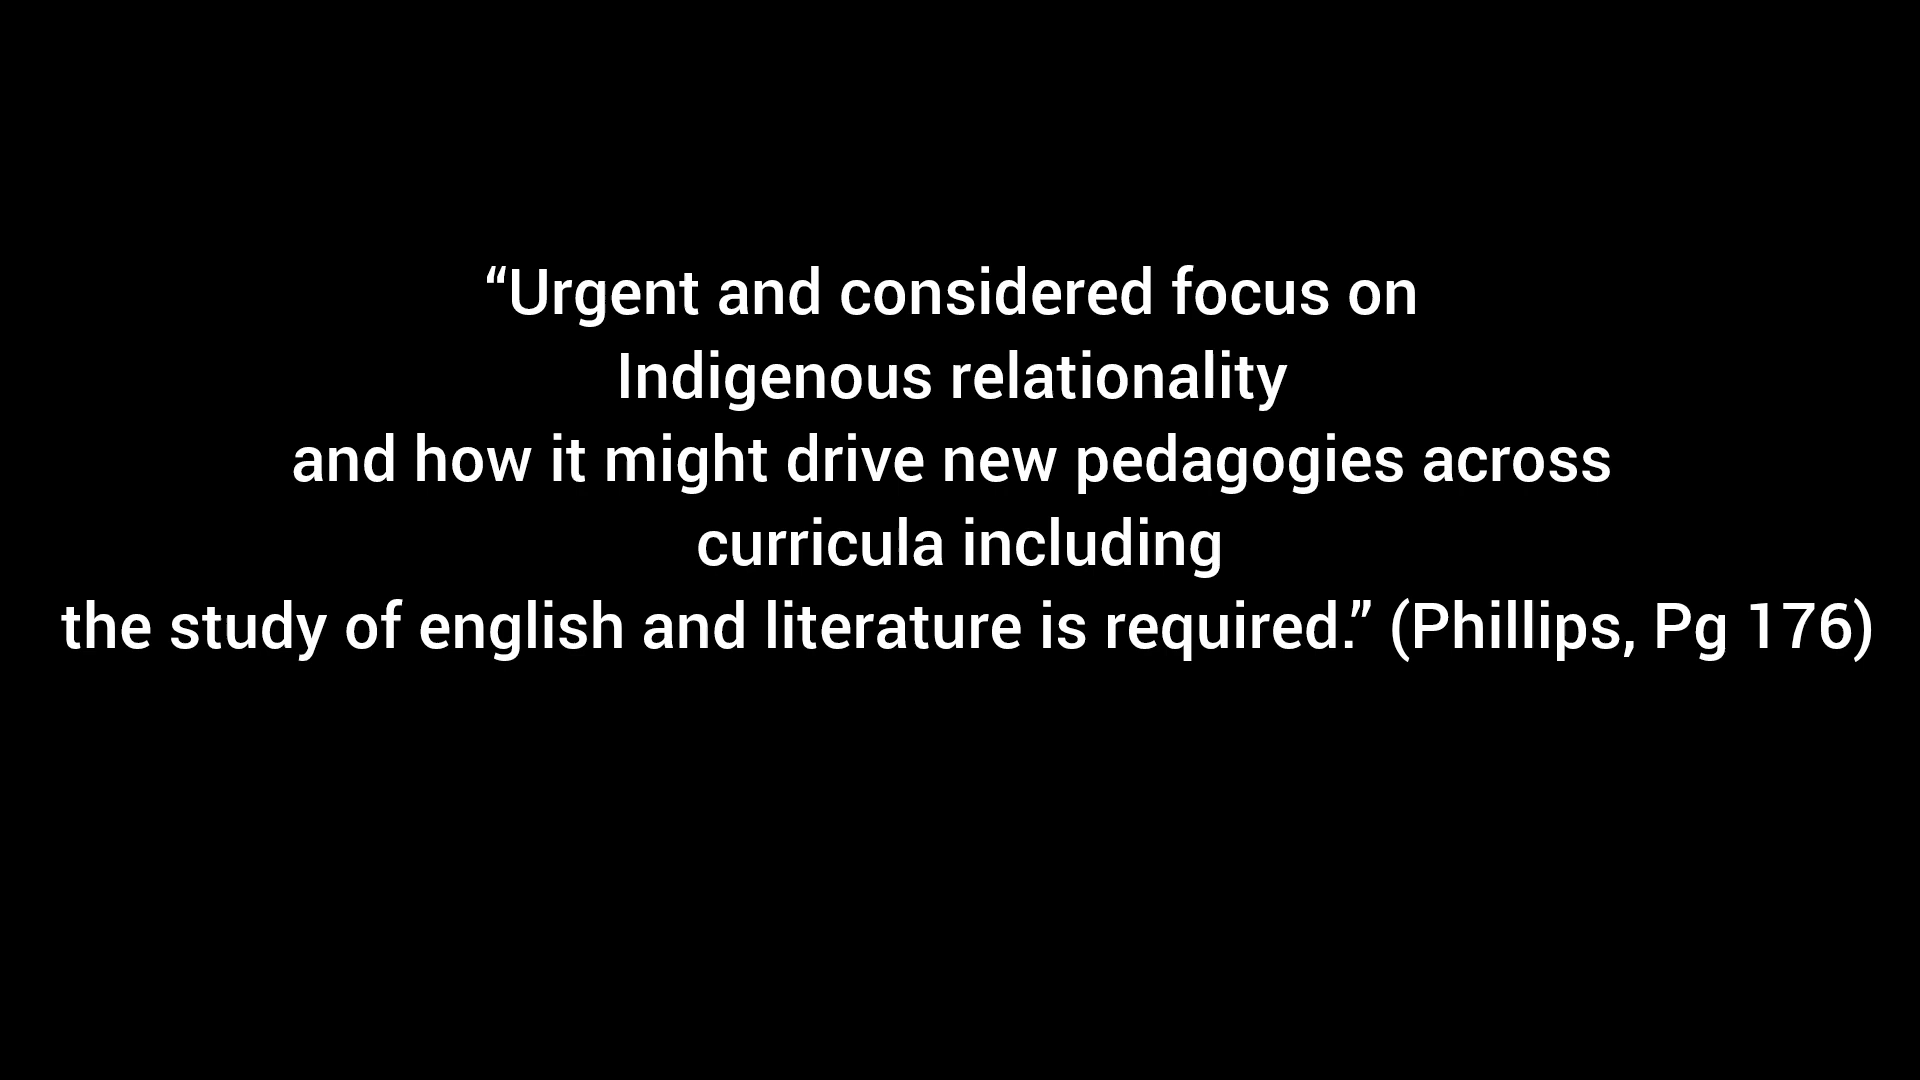 “Urgent and considered focus on
Indigenous relationality
and how it might drive new pedagogies across
curricula including
the study of english and literature is required.” (Phillips, Pg 176)